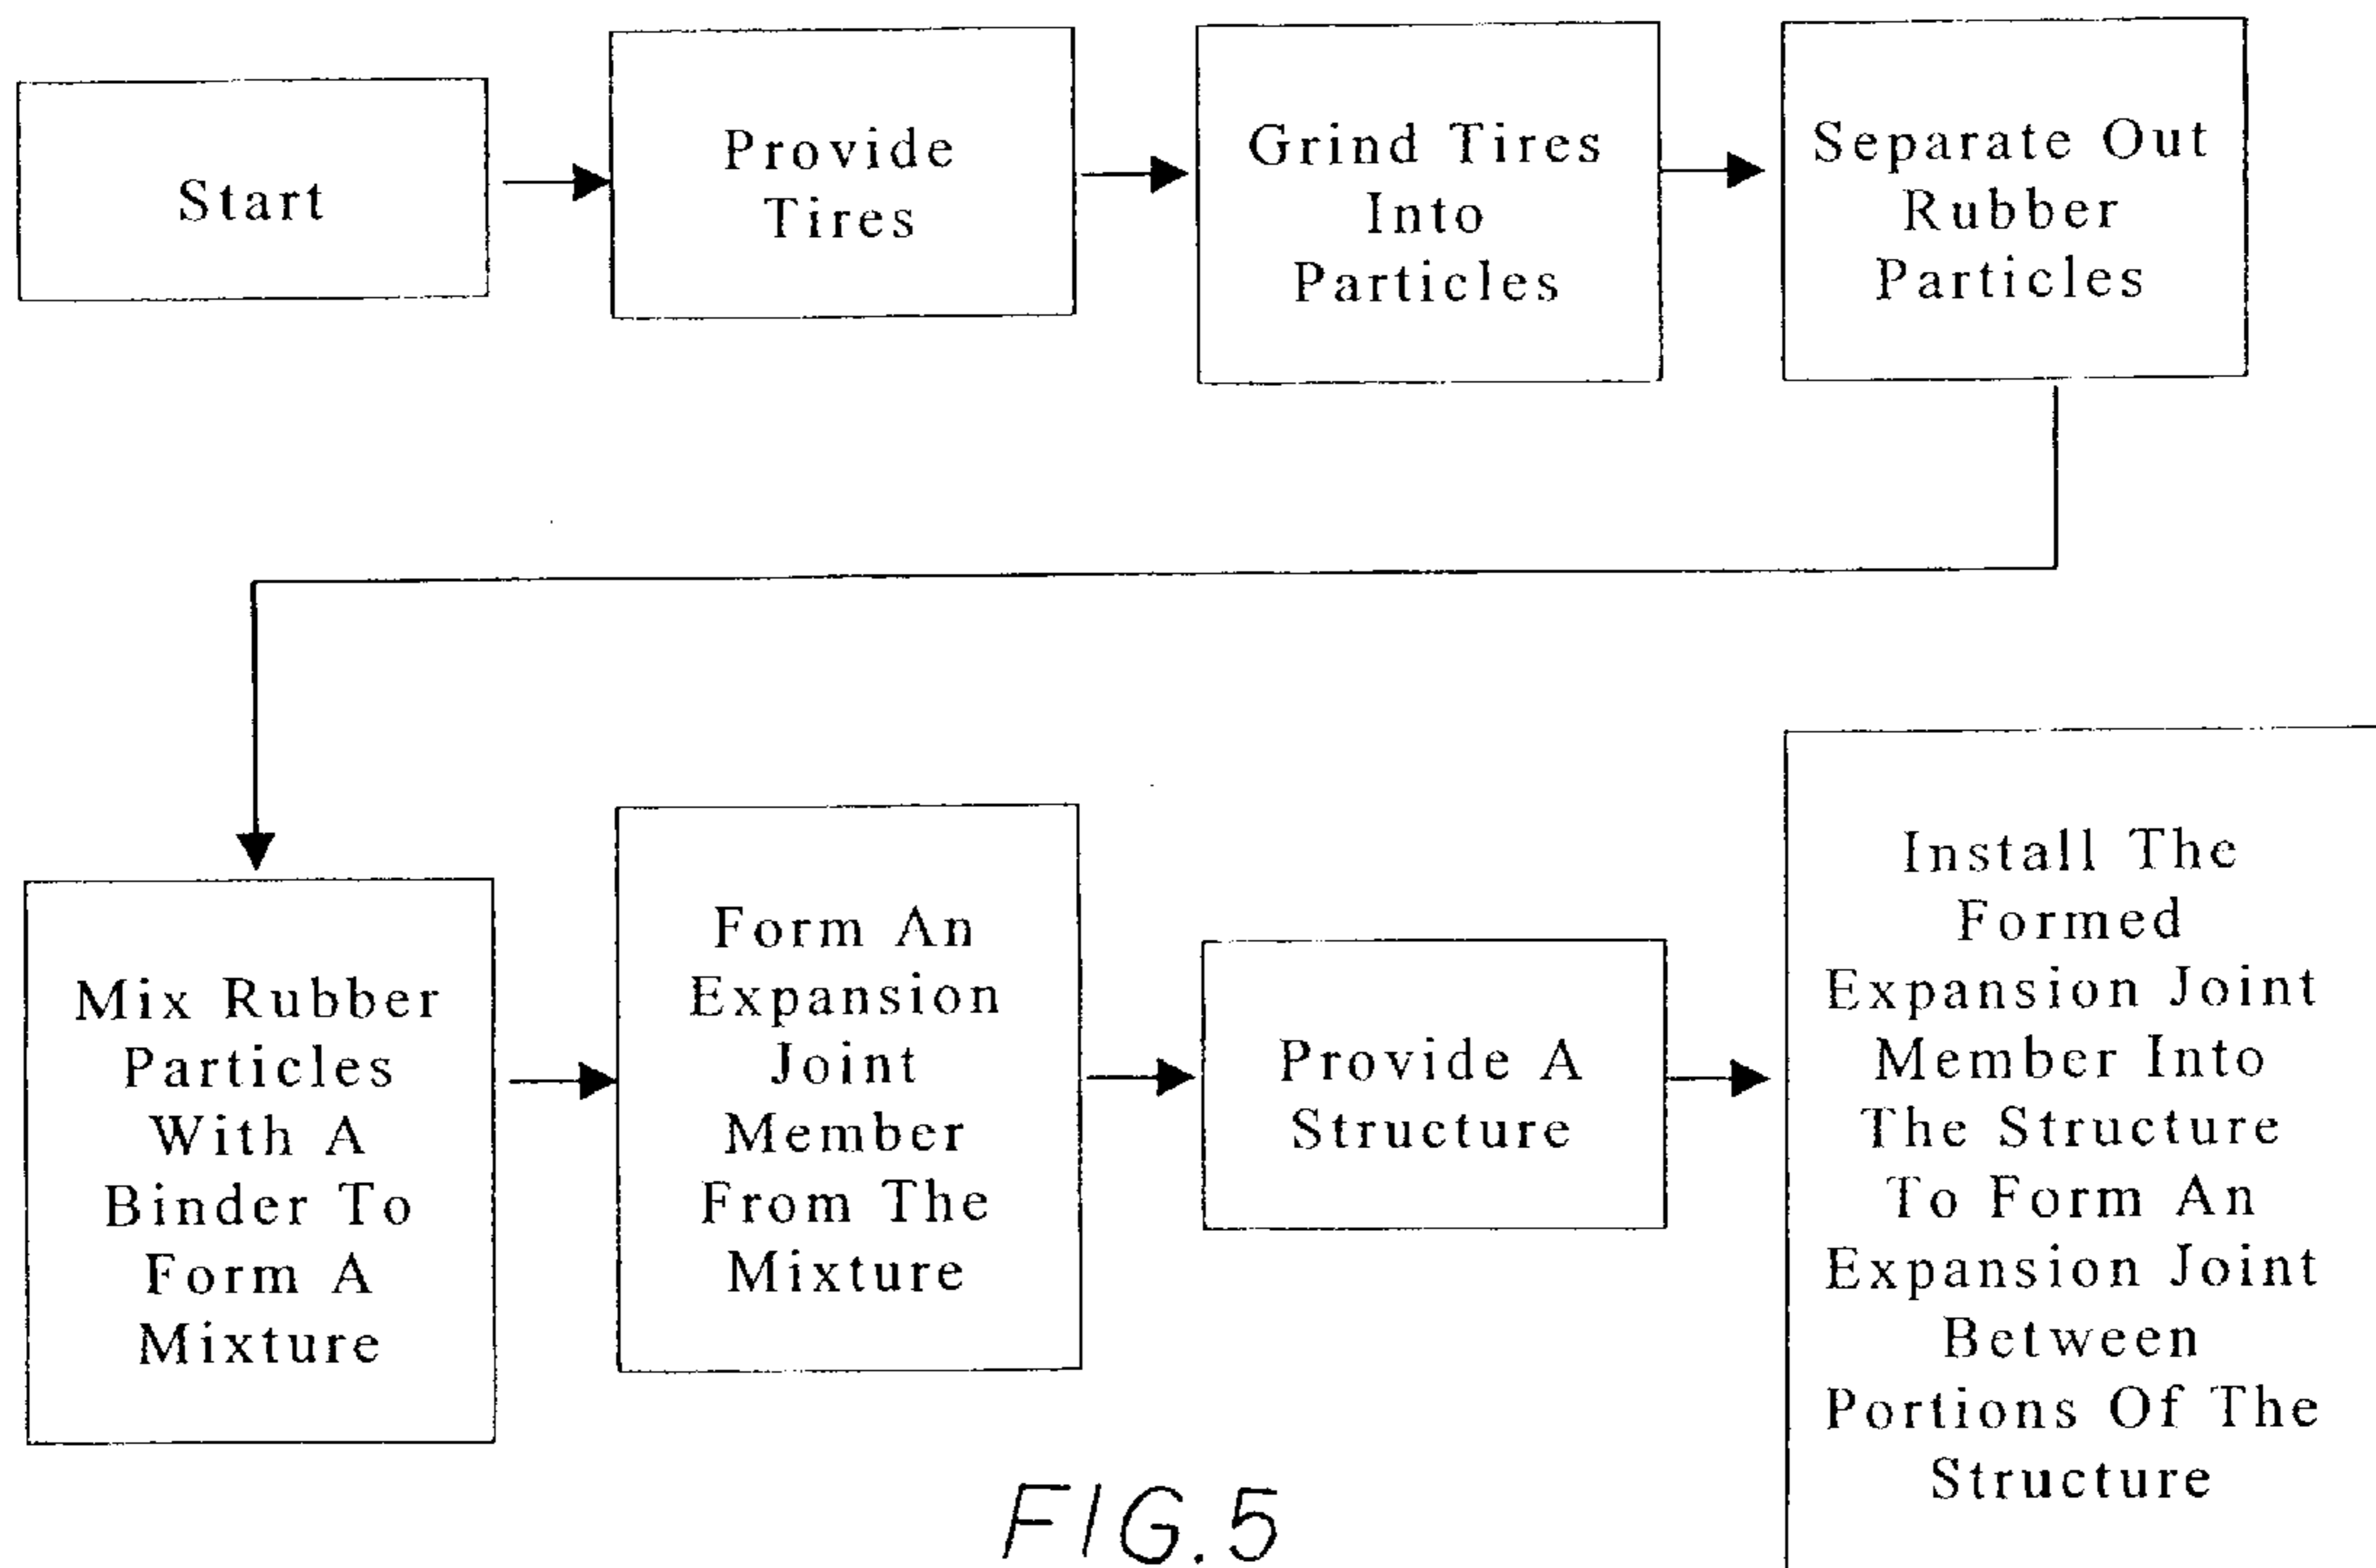 Start
Provide
Tires
Grind Tires
Into
Particles
Separate Out
Rubber
Particles
Mix Rubber
Particles
With A
Binder To
Form A
Mixture
Form An
Expansion
Joint
Member
From The
Mixture
Provide A
Structure
Install The
Formed
Expansion Joint
Member Into
The Structure
To Form An
Expansion Joint
Between
Portions Of The
Structure
FIG.5